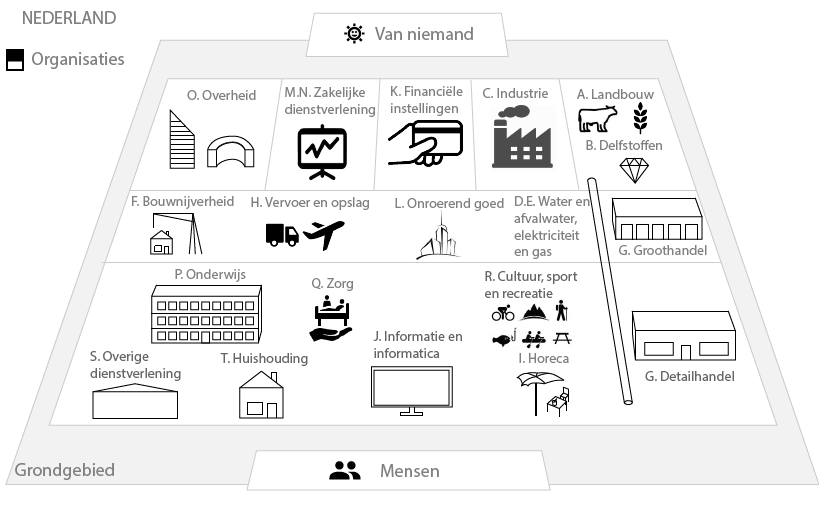 NEDERLAND
Van niemand
Organisaties
O. Overheid
M.N. Zakelijke
dienstverlening
K. Financiële
instellingen
C. Industrie
A. Landbouw
B. Delfstoffen
F. Bouwnijverheid
H. Vervoer en opslag
L. Onroerend goed
D.E. Water en
afvalwater,
elektriciteit
en gas
G. Groothandel
P. Onderwijs
Q. Zorg
R. Cultuur, sport
en recreatie
J. Informatie en
informatica
S. Overige
dienstverlening
T. Huishouding
I. Horeca
G. Detailhandel
Grondgebied
Mensen